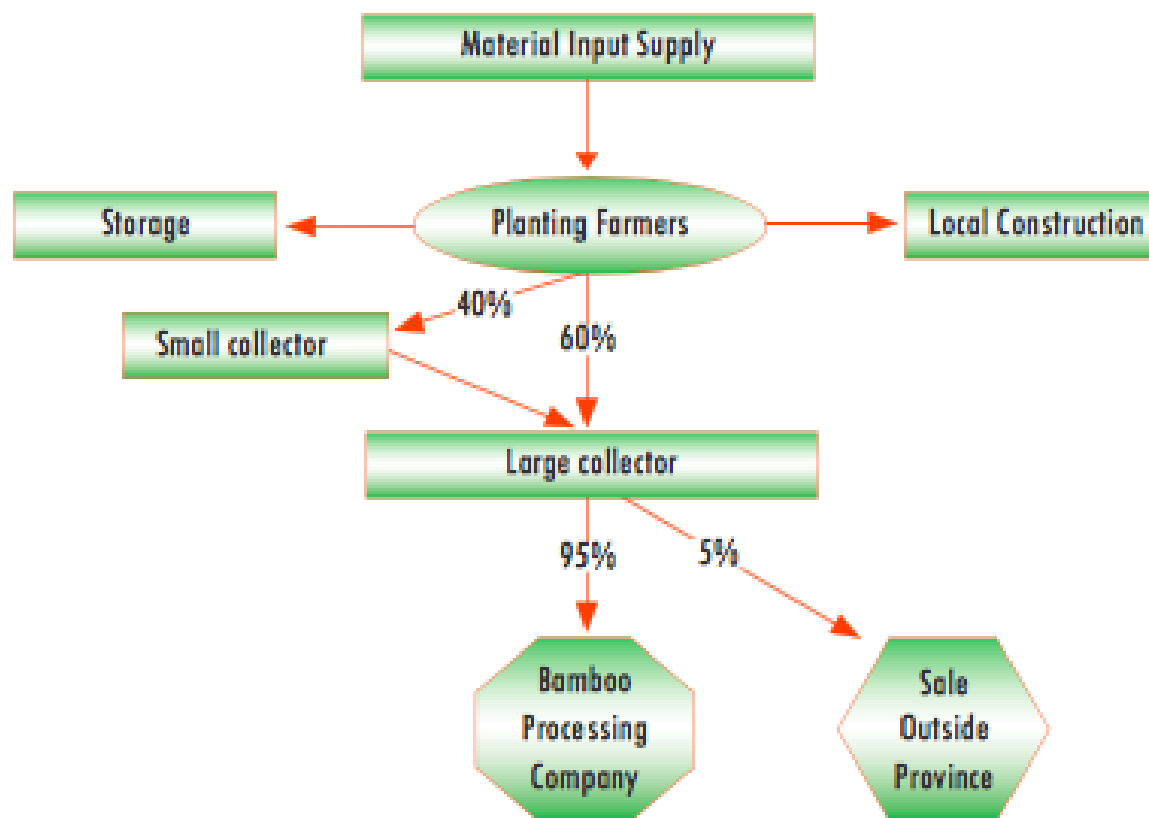 Material Input Supply
Storage
Planting Farmers
Local Construction
40%
Small collector
60%
Large collector
95%
5%
Bamboo
Processing
Company
Sale
Outside
Province